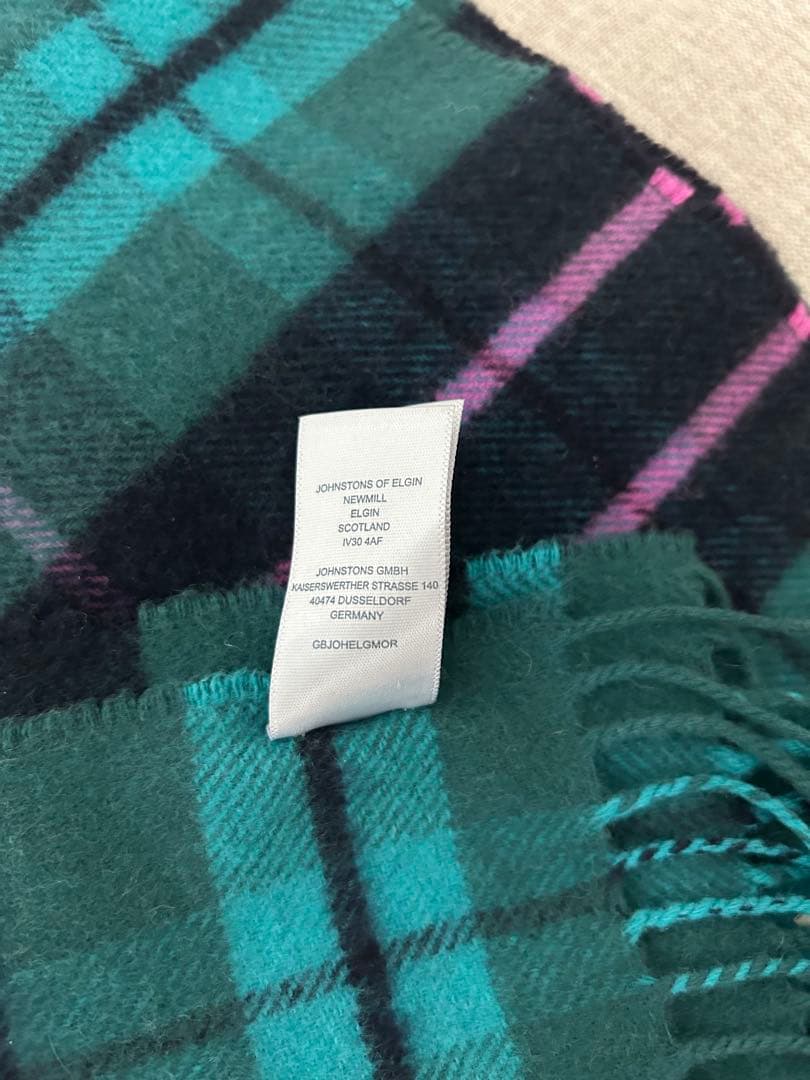 JOHNSTONS OF ELGIN
NEWMILL
ELGIN
SCOTLAND
IV30 4AF
JOHNSTONS GMBH
KAISERSWERTHER STRASSE 140
40474 DUSSELDORF
GERMANY
GBJOHELGMOR